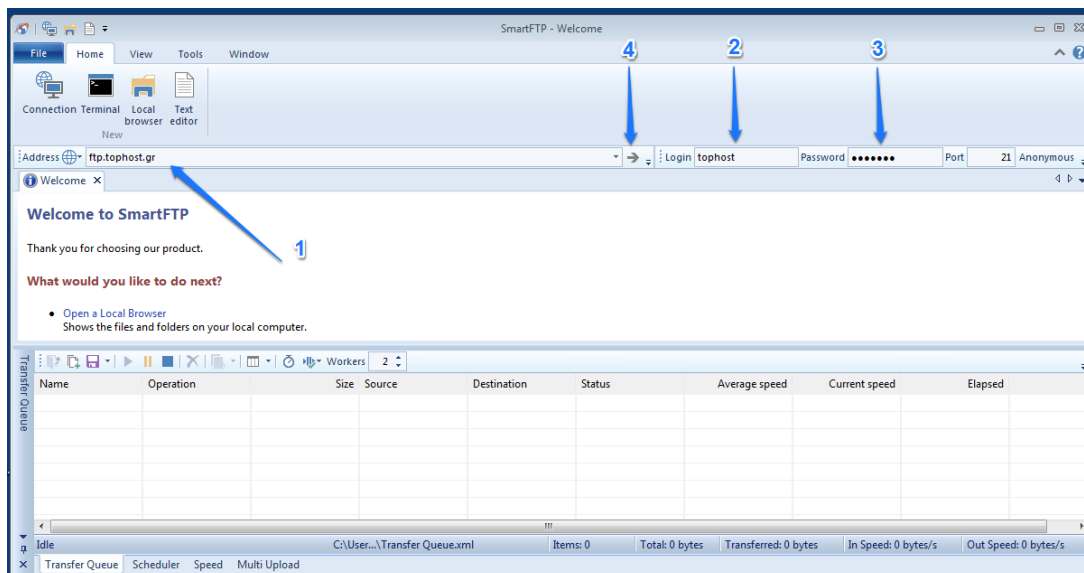 SmartFTP - Welcome
File Home View Tools Window
4 2 3
Connection Terminal Local browser Text editor
New
Address ftp.tophost.gr Login tophost Password ••••••• Port 21 Anonymous
Welcome
Welcome to SmartFTP
Thank you for choosing our product.
1
What would you like to do next?
• Open a Local Browser
Shows the files and folders on your local computer.
Transfer Queue
Workers 2
Name Operation Size Source Destination Status Average speed Current speed Elapsed
Idle C:\User...\Transfer Queue.xml Items: 0 Total: 0 bytes Transferred: 0 bytes In Speed: 0 bytes/s Out Speed: 0 bytes/s
Transfer Queue Scheduler Speed Multi Upload